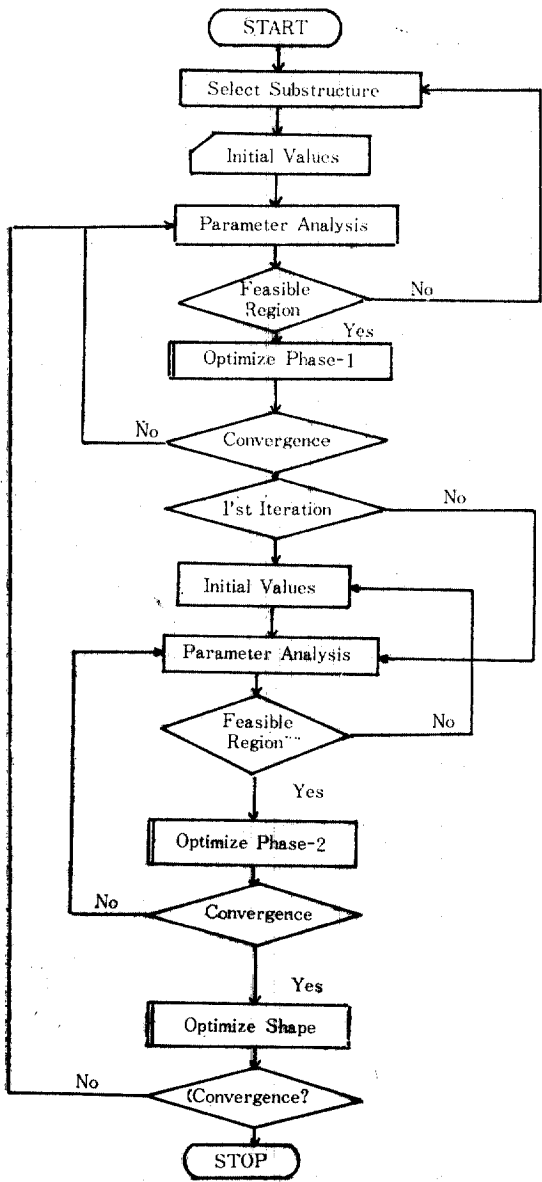 START
Select Substructure
Initial Values
Parameter Analysis
Feasible
Region
No
Yes
Optimize Phase-1
No
Convergence
1'st Iteration
No
Initial Values
Parameter Analysis
Feasible
Region
No
Yes
Optimize Phase-2
No
Convergence
Yes
Optimize Shape
No
(Convergence?
STOP